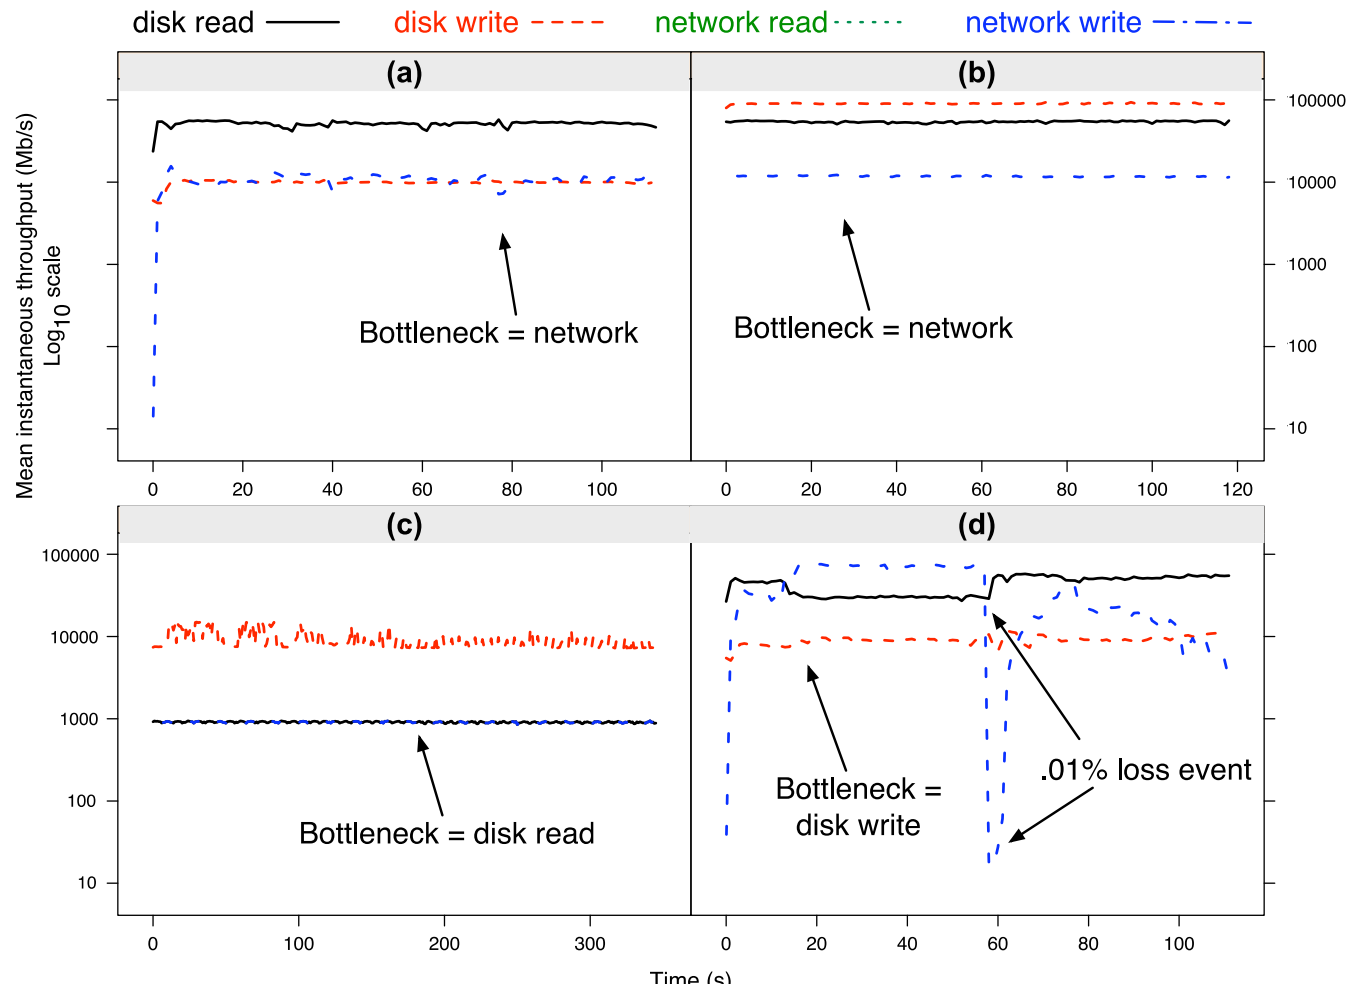 disk read disk write network read network write
(a) (b)
Mean instantaneous throughput (Mb/s)
Log10 scale
100000
10000
1000
100
10
Bottleneck = network
Bottleneck = network
0 20 40 60 80 100
0 20 40 60 80 100 120
(c) (d)
100000
10000
1000
100
10
Bottleneck = disk read
Bottleneck =
disk write
.01% loss event
0 100 200 300
0 20 40 60 80 100
Time (s)